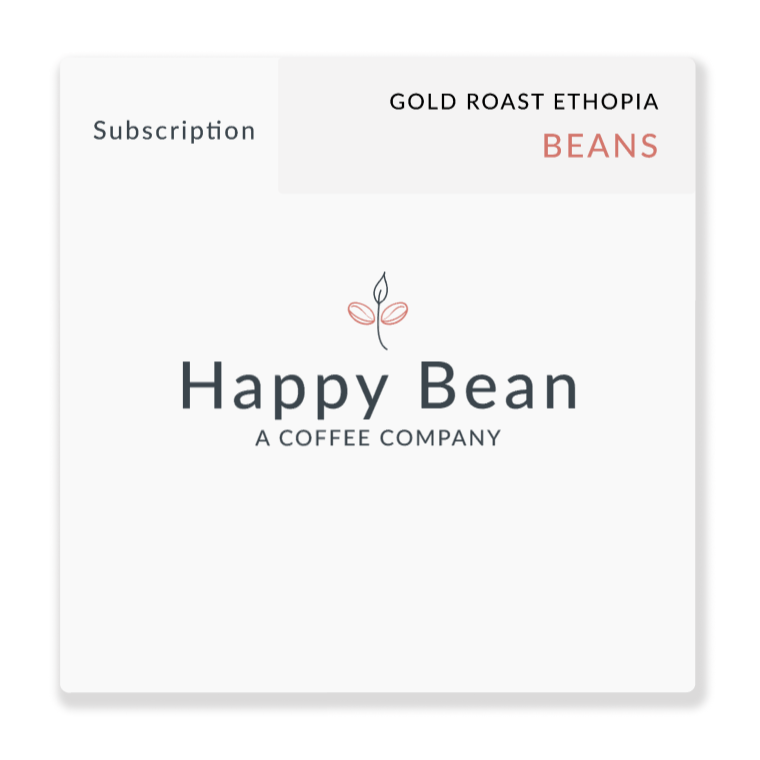 Subscription
GOLD ROAST ETHOPIA
BEANS
Happy Bean
A COFFEE COMPANY